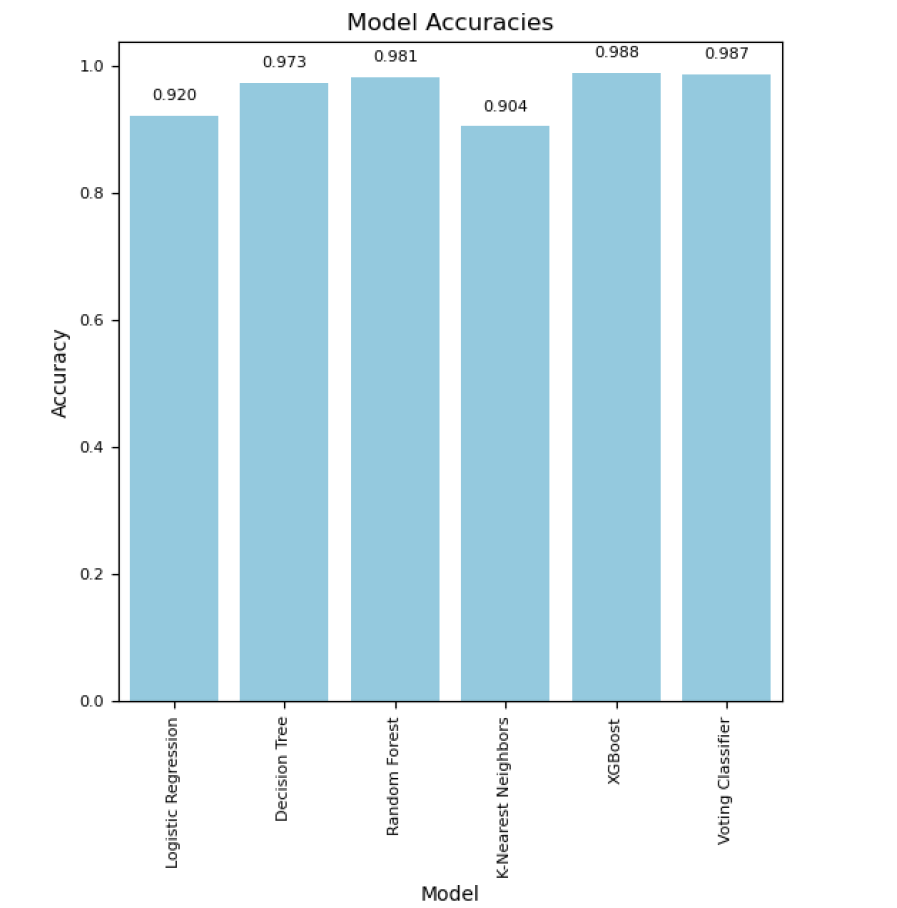 Model Accuracies
0.920
0.973
0.981
0.904
0.988
0.987
1.0
0.8
0.6
0.4
0.2
0.0
Accuracy
Logistic Regression
Decision Tree
Random Forest
K-Nearest Neighbors
XGBoost
Voting Classifier
Model